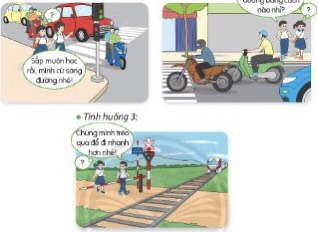 ?
Sắp muộn học
rồi, mình cứ sang
đường nhé!
đường bằng cách
nào nhỉ?
?
Tình huống 3:
Chúng mình trèo
qua để đi nhanh
hơn nhé!
?